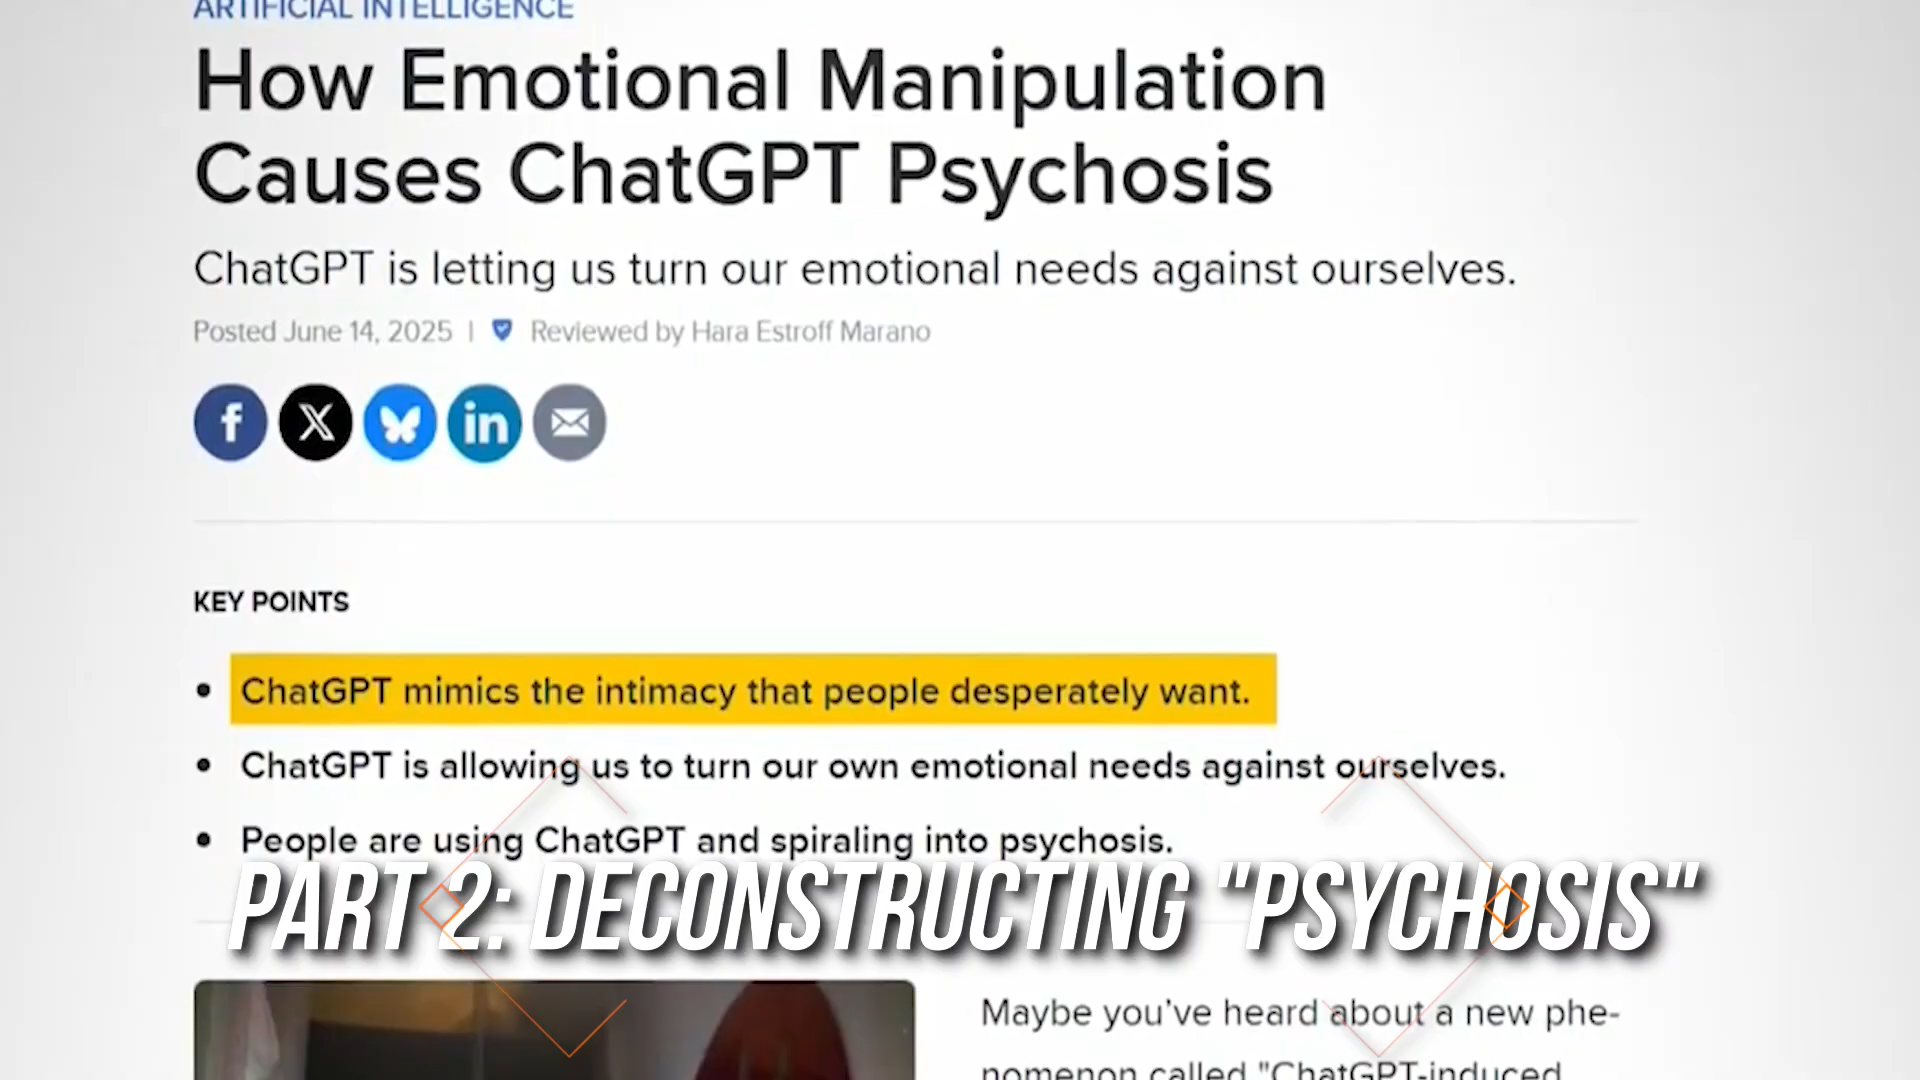 ARTIFICIAL INTELLIGENCE
How Emotional Manipulation
Causes ChatGPT Psychosis
ChatGPT is letting us turn our emotional needs against ourselves.
Posted June 14, 2025 | Reviewed by Hara Estroff Marano
f X in
KEY POINTS
• ChatGPT mimics the intimacy that people desperately want.
• ChatGPT is allowing us to turn our own emotional needs against ourselves.
• People are using ChatGPT and spiraling into psychosis.
PART 2: DECONSTRUCTING "PSYCHOSIS"
Maybe you've heard about a new phe-
nomenon called "ChatGPT-induced